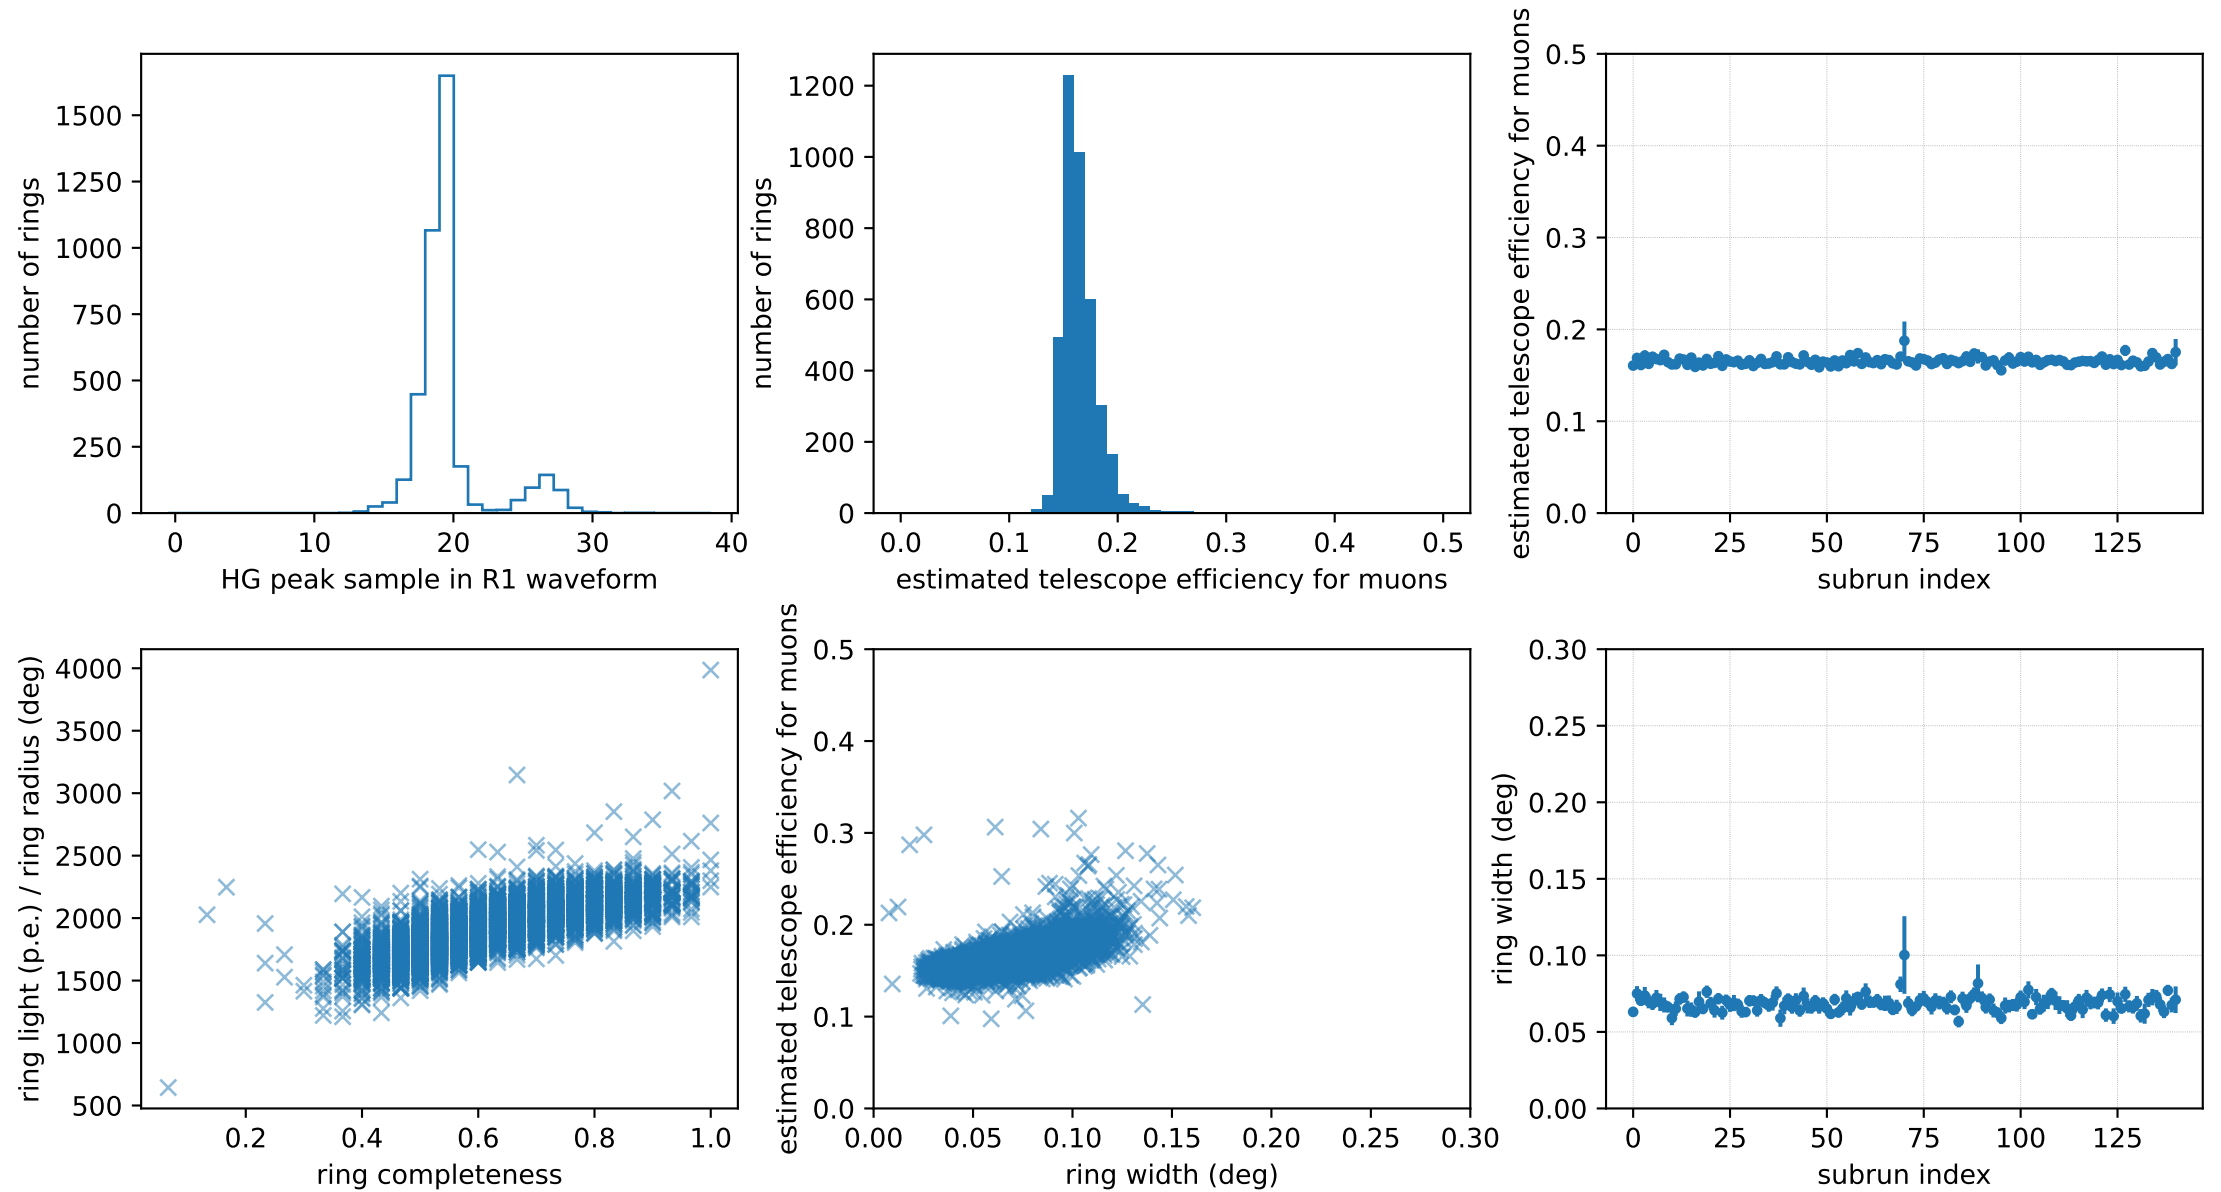 number of rings
1500
1250
1000
750
500
250
0
0 10 20 30 40
HG peak sample in R1 waveform
number of rings
1200
1000
800
600
400
200
0
0.0 0.1 0.2 0.3 0.4 0.5
estimated telescope efficiency for muons
estimated telescope efficiency for muons
0.5
0.4
0.3
0.2
0.1
0.0
0 25 50 75 100 125
subrun index
ring light (p.e.) / ring radius (deg)
4000
3500
3000
2500
2000
1500
1000
500
0.2 0.4 0.6 0.8 1.0
ring completeness
estimated telescope efficiency for muons
0.5
0.4
0.3
0.2
0.1
0.0
0.00 0.05 0.10 0.15 0.20 0.25 0.30
ring width (deg)
ring width (deg)
0.30
0.25
0.20
0.15
0.10
0.05
0.00
0 25 50 75 100 125
subrun index